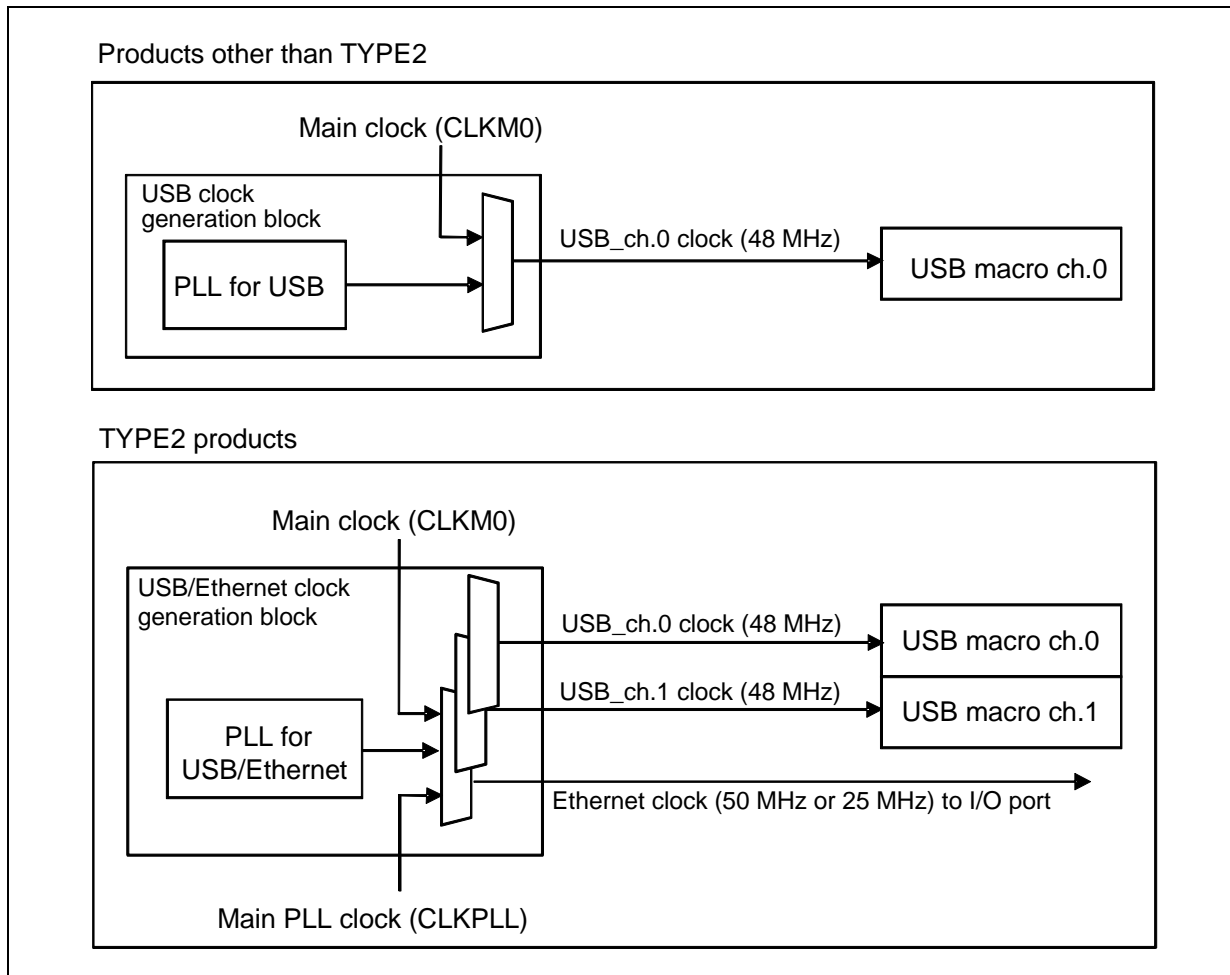 Products other than TYPE2
Main clock (CLKM0)
USB clock
generation block
PLL for USB
USB_ch.0 clock (48 MHz)
USB macro ch.0
TYPE2 products
Main clock (CLKM0)
USB/Ethernet clock
generation block
PLL for
USB/Ethernet
USB_ch.0 clock (48 MHz)
USB macro ch.0
USB_ch.1 clock (48 MHz)
USB macro ch.1
Ethernet clock (50 MHz or 25 MHz) to I/O port
Main PLL clock (CLKPLL)